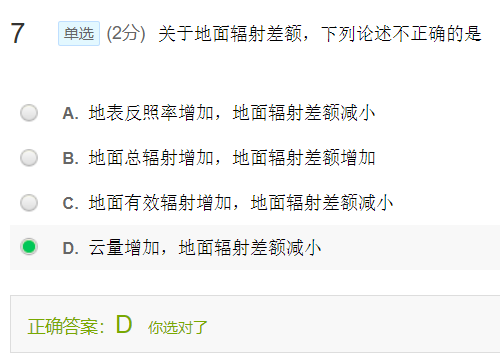 7 单选 (2分) 关于地面辐射差额，下列论述不正确的是
A. 地表反照率增加，地面辐射差额减小
B. 地面总辐射增加，地面辐射差额增加
C. 地面有效辐射增加，地面辐射差额减小
D. 云量增加，地面辐射差额减小
正确答案：D 你选对了